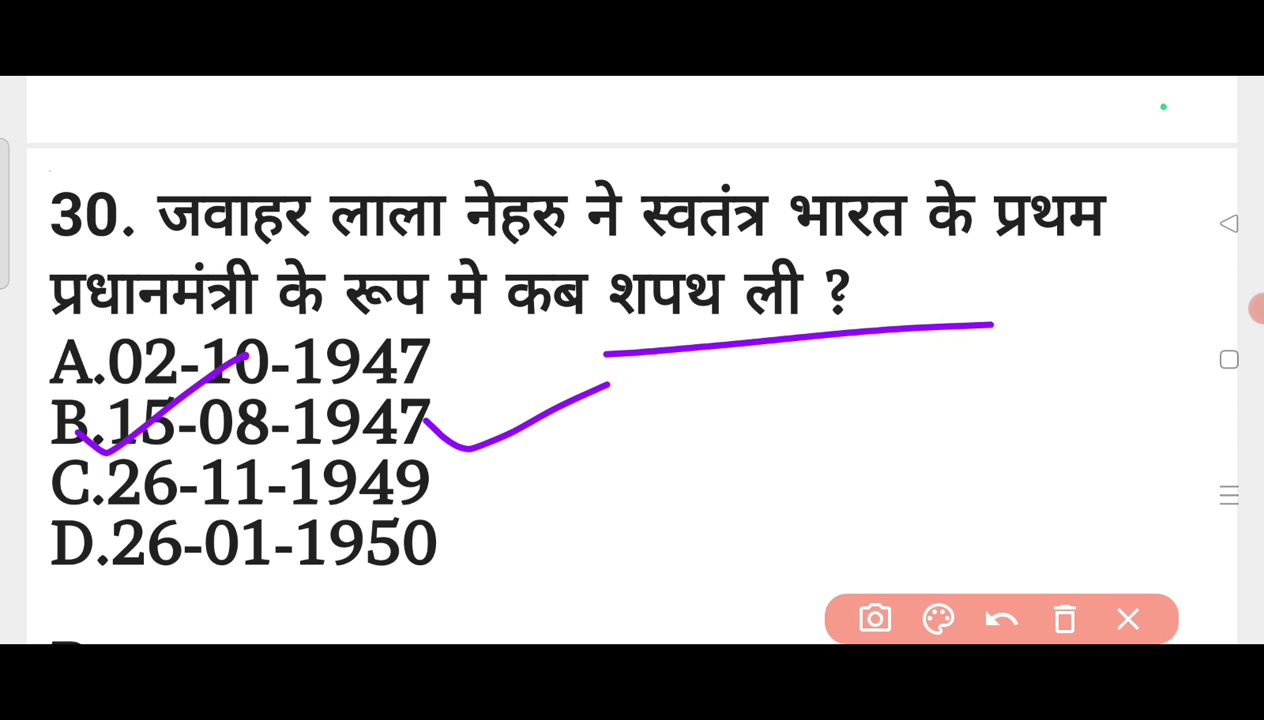 30. जवाहर लाला नेहरु ने स्वतंत्र भारत के प्रथम
प्रधानमंत्री के रूप मे कब शपथ ली ?
A.02-10-1947
B.15-08-1947
C.26-11-1949
D.26-01-1950